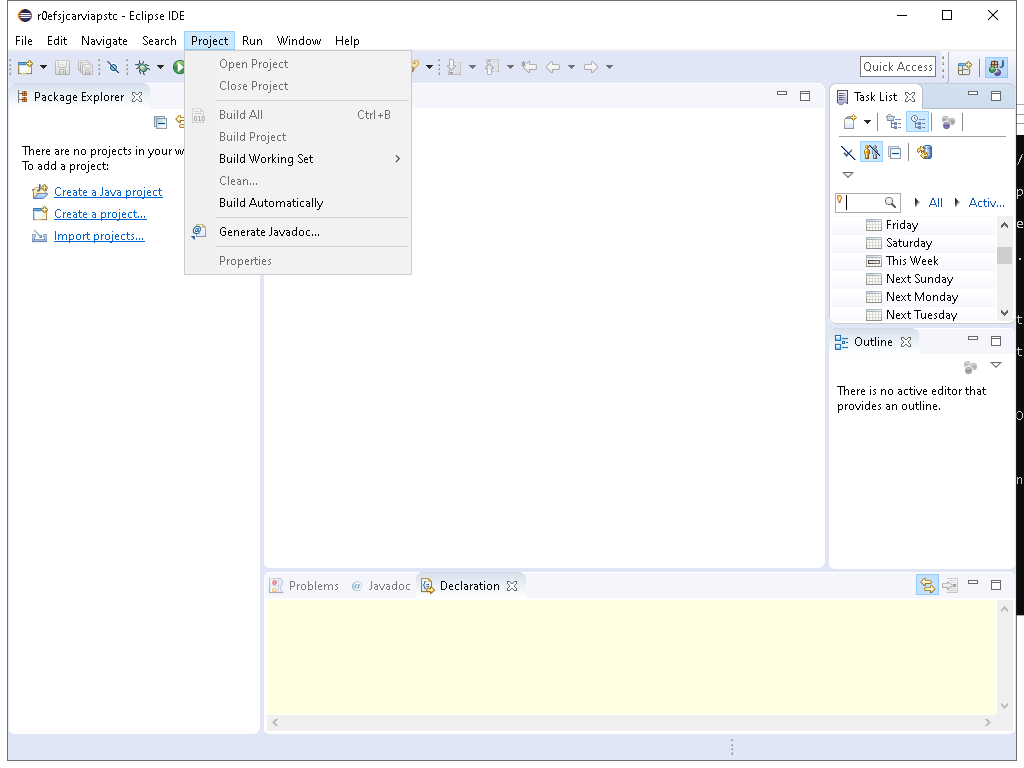 r0efsjcarviapstc - Eclipse IDE
File Edit Navigate Search Project Run Window Help
Quick Access
Open Project
Close Project
Build All Ctrl+B
Build Project
Build Working Set
Clean...
Build Automatically
Generate Javadoc...
Properties
Package Explorer
There are no projects in your w
To add a project:
Create a Java project
Create a project...
Import projects...
Task List
All Activ...
Friday
Saturday
This Week
Next Sunday
Next Monday
Next Tuesday
Outline
There is no active editor that
provides an outline.
Problems @ Javadoc Declaration